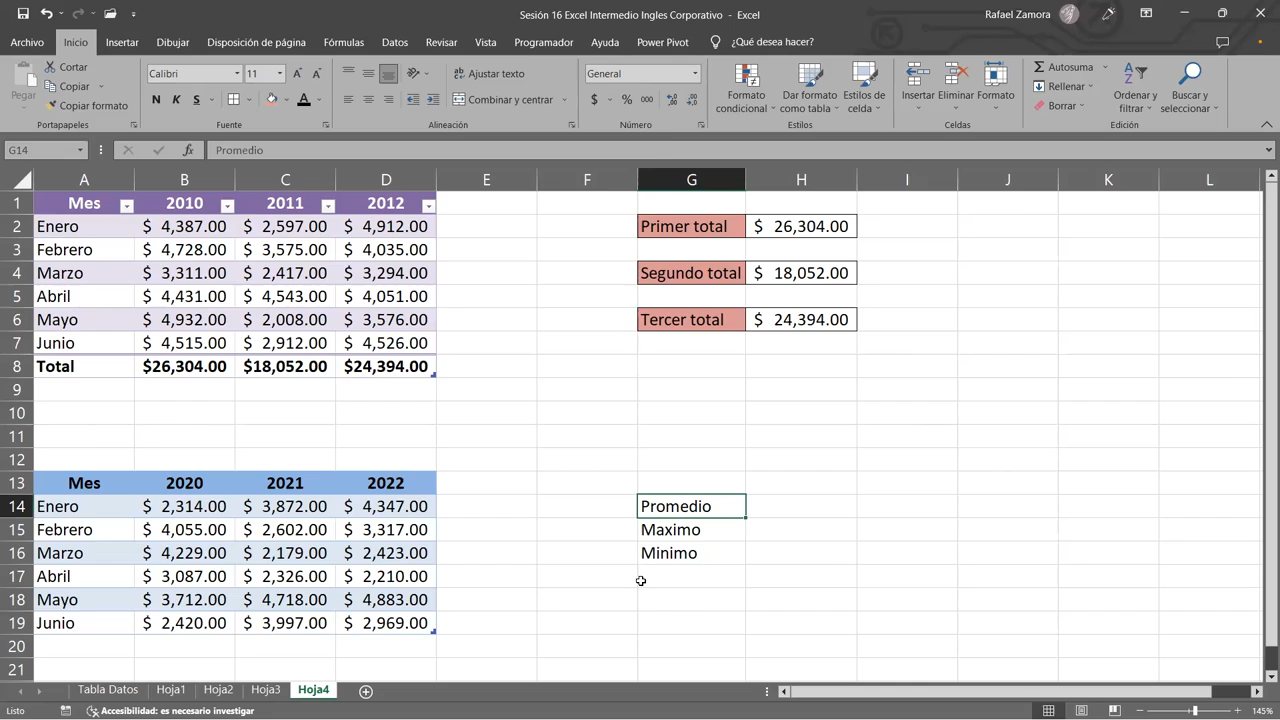 Sesión 16 Excel Intermedio Ingles Corporativo - Excel
Rafael Zamora
Archivo Inicio Insertar Dibujar Disposición de página Fórmulas Datos Revisar Vista Programador Ayuda Power Pivot ¿Qué desea hacer?
Pegar
Cortar
Copiar
Copiar formato
Portapapeles
Calibri 11
N K S
Fuente
Ajustar texto
Combinar y centrar
Alineación
General
$ % 000
Número
Formato condicional
Dar formato como tabla
Estilos de celda
Estilos
Insertar Eliminar Formato
Celdas
Autosuma
Rellenar
Borrar
Ordenar y filtrar
Buscar y seleccionar
Edición
G14 fx Promedio
A B C D E F G H I J K L
1 Mes 2010 2011 2012
2 Enero $ 4,387.00 $ 2,597.00 $ 4,912.00 Primer total $ 26,304.00
3 Febrero $ 4,728.00 $ 3,575.00 $ 4,035.00
4 Marzo $ 3,311.00 $ 2,417.00 $ 3,294.00 Segundo total $ 18,052.00
5 Abril $ 4,431.00 $ 4,543.00 $ 4,051.00
6 Mayo $ 4,932.00 $ 2,008.00 $ 3,576.00 Tercer total $ 24,394.00
7 Junio $ 4,515.00 $ 2,912.00 $ 4,526.00
8 Total $26,304.00 $18,052.00 $24,394.00
9
10
11
12
13 Mes 2020 2021 2022
14 Enero $ 2,314.00 $ 3,872.00 $ 4,347.00 Promedio
15 Febrero $ 4,055.00 $ 2,602.00 $ 3,317.00 Maximo
16 Marzo $ 4,229.00 $ 2,179.00 $ 2,423.00 Minimo
17 Abril $ 3,087.00 $ 2,326.00 $ 2,210.00
18 Mayo $ 3,712.00 $ 4,718.00 $ 4,883.00
19 Junio $ 2,420.00 $ 3,997.00 $ 2,969.00
20
21
Tabla Datos Hoja1 Hoja2 Hoja3 Hoja4
Listo Accesibilidad: es necesario investigar 145%